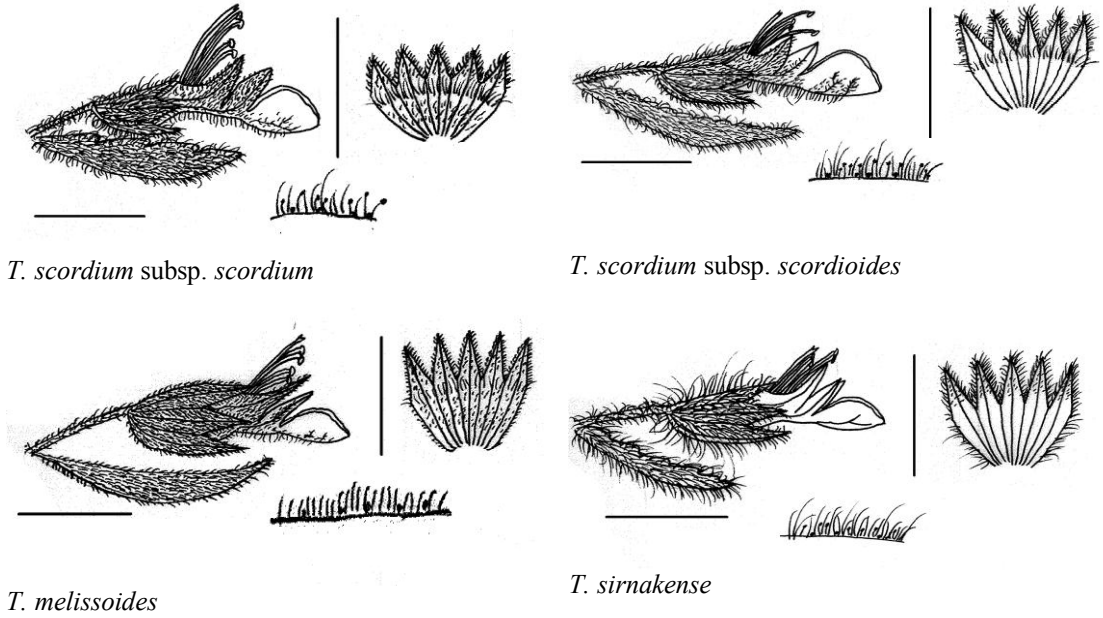 T. scordium subsp. scordium
T. scordium subsp. scordioides
T. melissoides
T. sirnakense